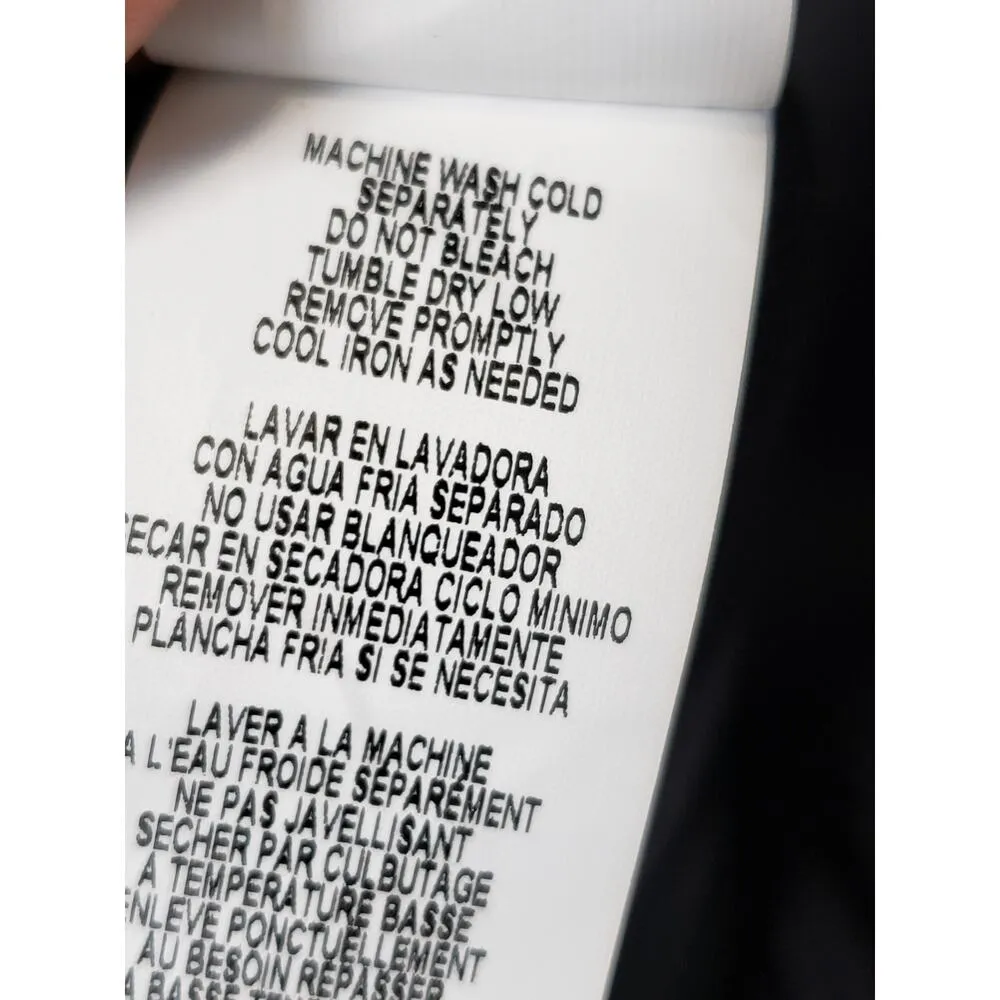 MACHINE WASH COLD
SEPARATELY
DO NOT BLEACH
TUMBLE DRY LOW
REMOVE PROMPTLY
COOL IRON AS NEEDED
LAVAR EN LAVADORA
CON AGUA FRIA SEPARADO
NO USAR BLANQUEADOR
ECAR EN SECADORA CICLO MINIMO
REMOVER INMEDIATAMENTE
PLANCHA FRIA SI SE NECESITA
LAVER A LA MACHINE
A L'EAU FROIDE SÉPARÉMENT
NE PAS JAVELLISANT
SECHER PAR CULBUTAGE
A TEMPERATURE BASSE
ENLEVE PONCTUELLEMENT
AU BESOIN REPASSER
A BASSE